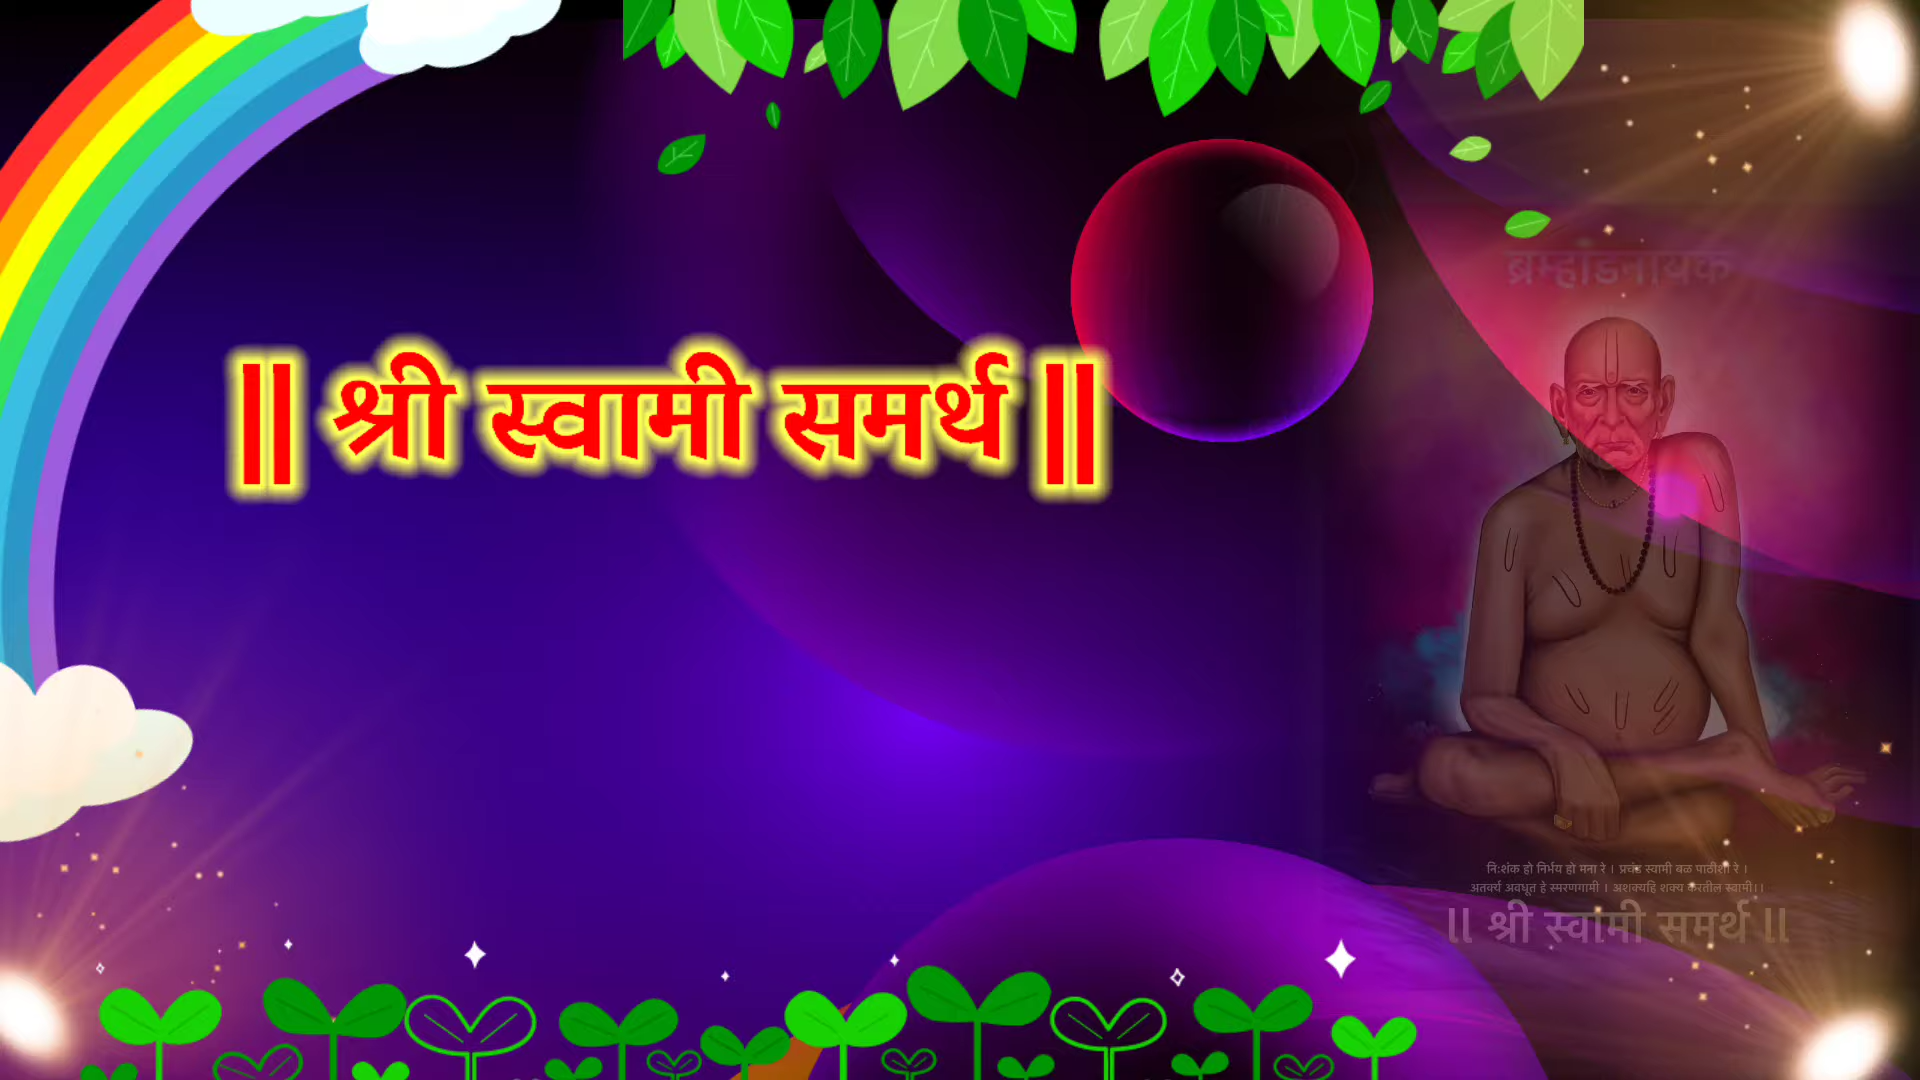 || श्री स्वामी समर्थ ||
ब्रम्हांडनायक
नि:शंक हो निर्भय हो मना रे । प्रचंड स्वामी बळ पाठीशी रे ।
अतर्क्य अवधूत हे स्मरणगामी । अशक्यहि शक्य करतील स्वामी।।
|| श्री स्वामी समर्थ ||